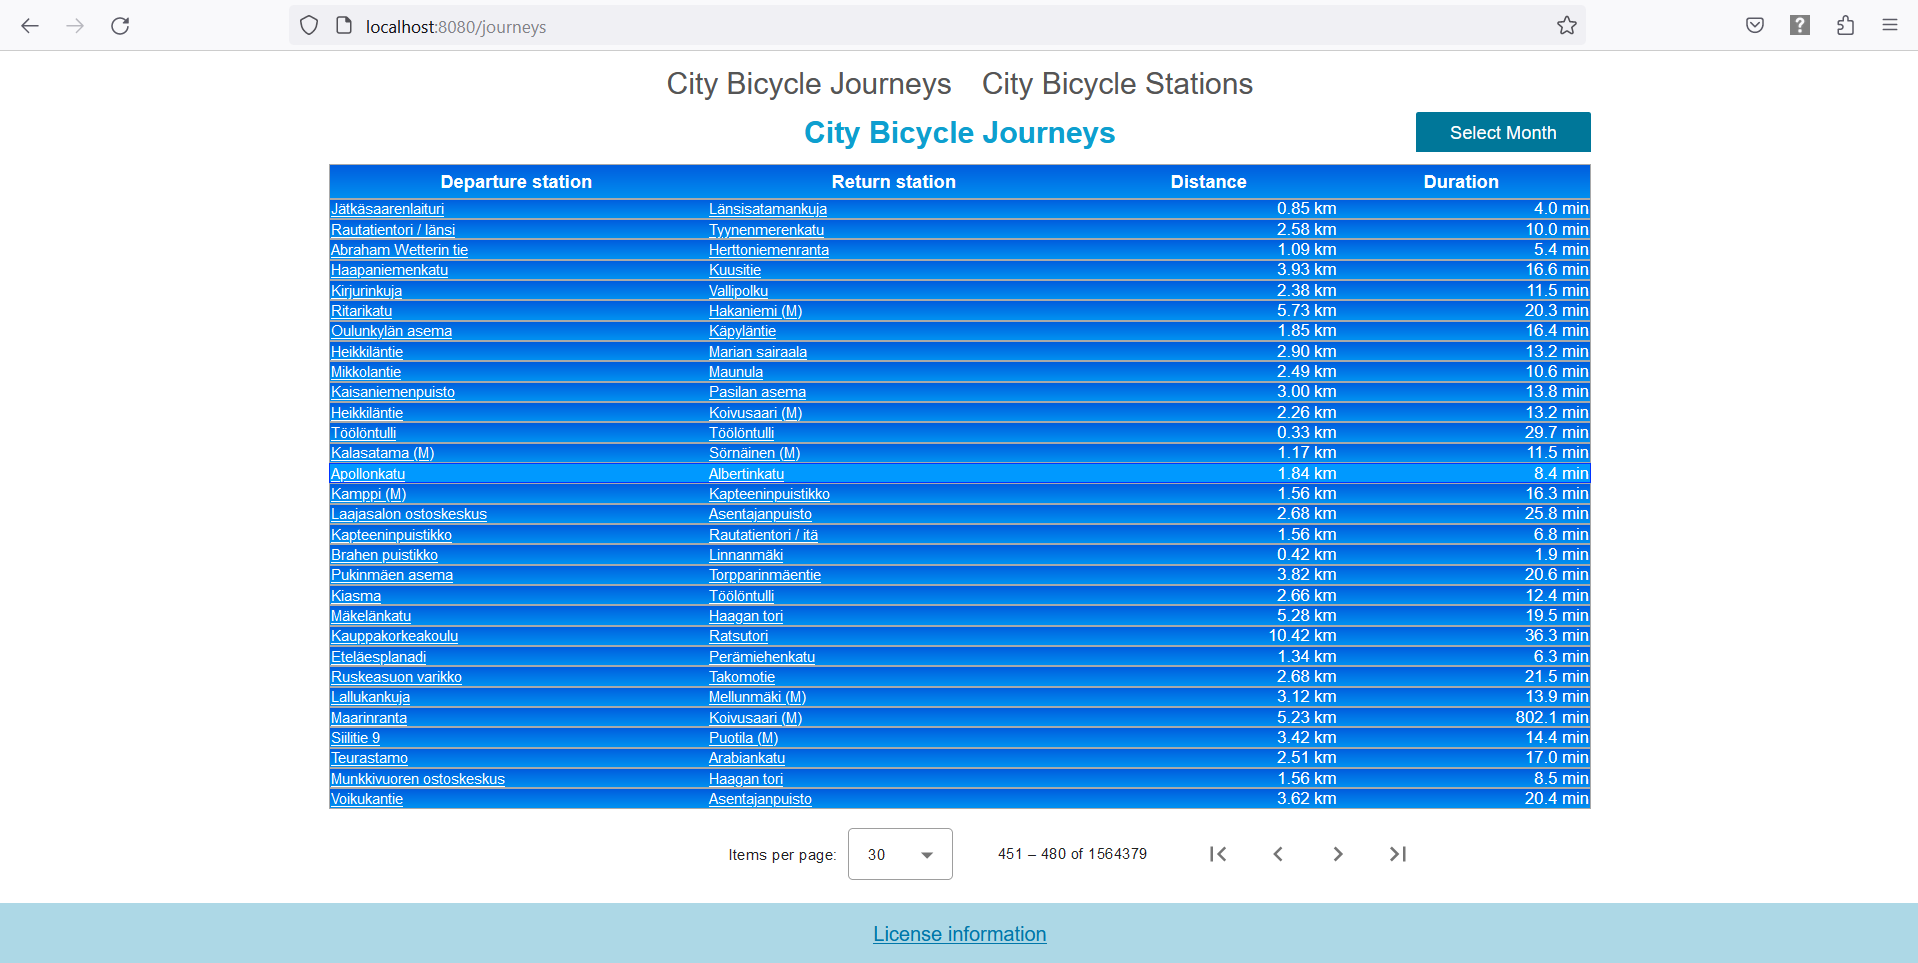 localhost:8080/journeys
City Bicycle Journeys City Bicycle Stations
City Bicycle Journeys Select Month
Departure station Return station Distance Duration
Jätkäsaarenlaituri Länsisatamankuja 0.85 km 4.0 min
Rautatientori / länsi Tyynenmerenkatu 2.58 km 10.0 min
Abraham Wetterin tie Herttoniemenranta 1.09 km 5.4 min
Haapaniemenkatu Kuusitie 3.93 km 16.6 min
Kirjurinkuja Vallipolku 2.38 km 11.5 min
Ritarikatu Hakaniemi (M) 5.73 km 20.3 min
Oulunkylän asema Käpyläntie 1.85 km 16.4 min
Heikkiläntie Marian sairaala 2.90 km 13.2 min
Mikkolantie Maunula 2.49 km 10.6 min
Kaisaniemenpuisto Pasilan asema 3.00 km 13.8 min
Heikkiläntie Koivusaari (M) 2.26 km 13.2 min
Töölöntulli Töölöntulli 0.33 km 29.7 min
Kalasatama (M) Sörnäinen (M) 1.17 km 11.5 min
Apollonkatu Albertinkatu 1.84 km 8.4 min
Kamppi (M) Kapteeninpuistikko 1.56 km 16.3 min
Laajasalon ostoskeskus Asentajanpuisto 2.68 km 25.8 min
Kapteeninpuistikko Rautatientori / itä 1.56 km 6.8 min
Brahen puistikko Linnanmäki 0.42 km 1.9 min
Pukinmäen asema Torpparinmäentie 3.82 km 20.6 min
Kiasma Töölöntulli 2.66 km 12.4 min
Mäkelänkatu Haagan tori 5.28 km 19.5 min
Kauppakorkeakoulu Ratsutori 10.42 km 36.3 min
Eteläesplanadi Perämiehenkatu 1.34 km 6.3 min
Ruskeasuon varikko Takomotie 2.68 km 21.5 min
Lallukankuja Mellunmäki (M) 3.12 km 13.9 min
Maarinranta Koivusaari (M) 5.23 km 802.1 min
Siilitie 9 Puotila (M) 3.42 km 14.4 min
Teurastamo Arabiankatu 2.51 km 17.0 min
Munkkivuoren ostoskeskus Haagan tori 1.56 km 8.5 min
Voikukantie Asentajanpuisto 3.62 km 20.4 min
Items per page: 30 451 – 480 of 1564379
License information